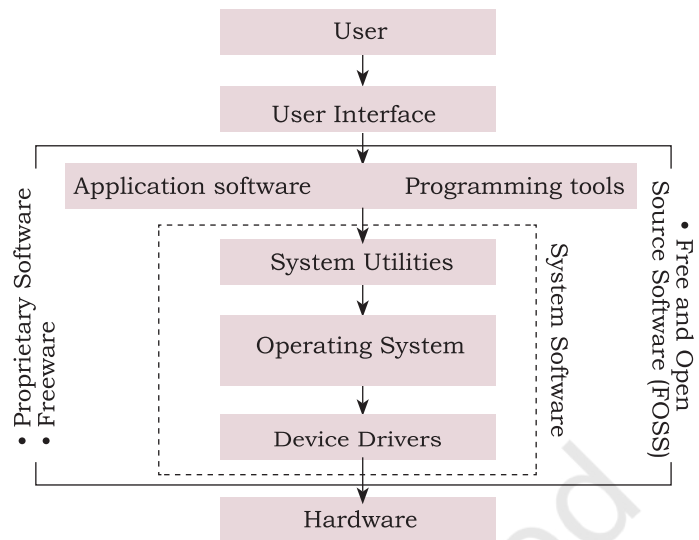 User
User Interface
Application software
Programming tools
System Utilities
Operating System
Device Drivers
System Software
Hardware
• Proprietary Software
• Freeware
• Free and Open
Source Software (FOSS)